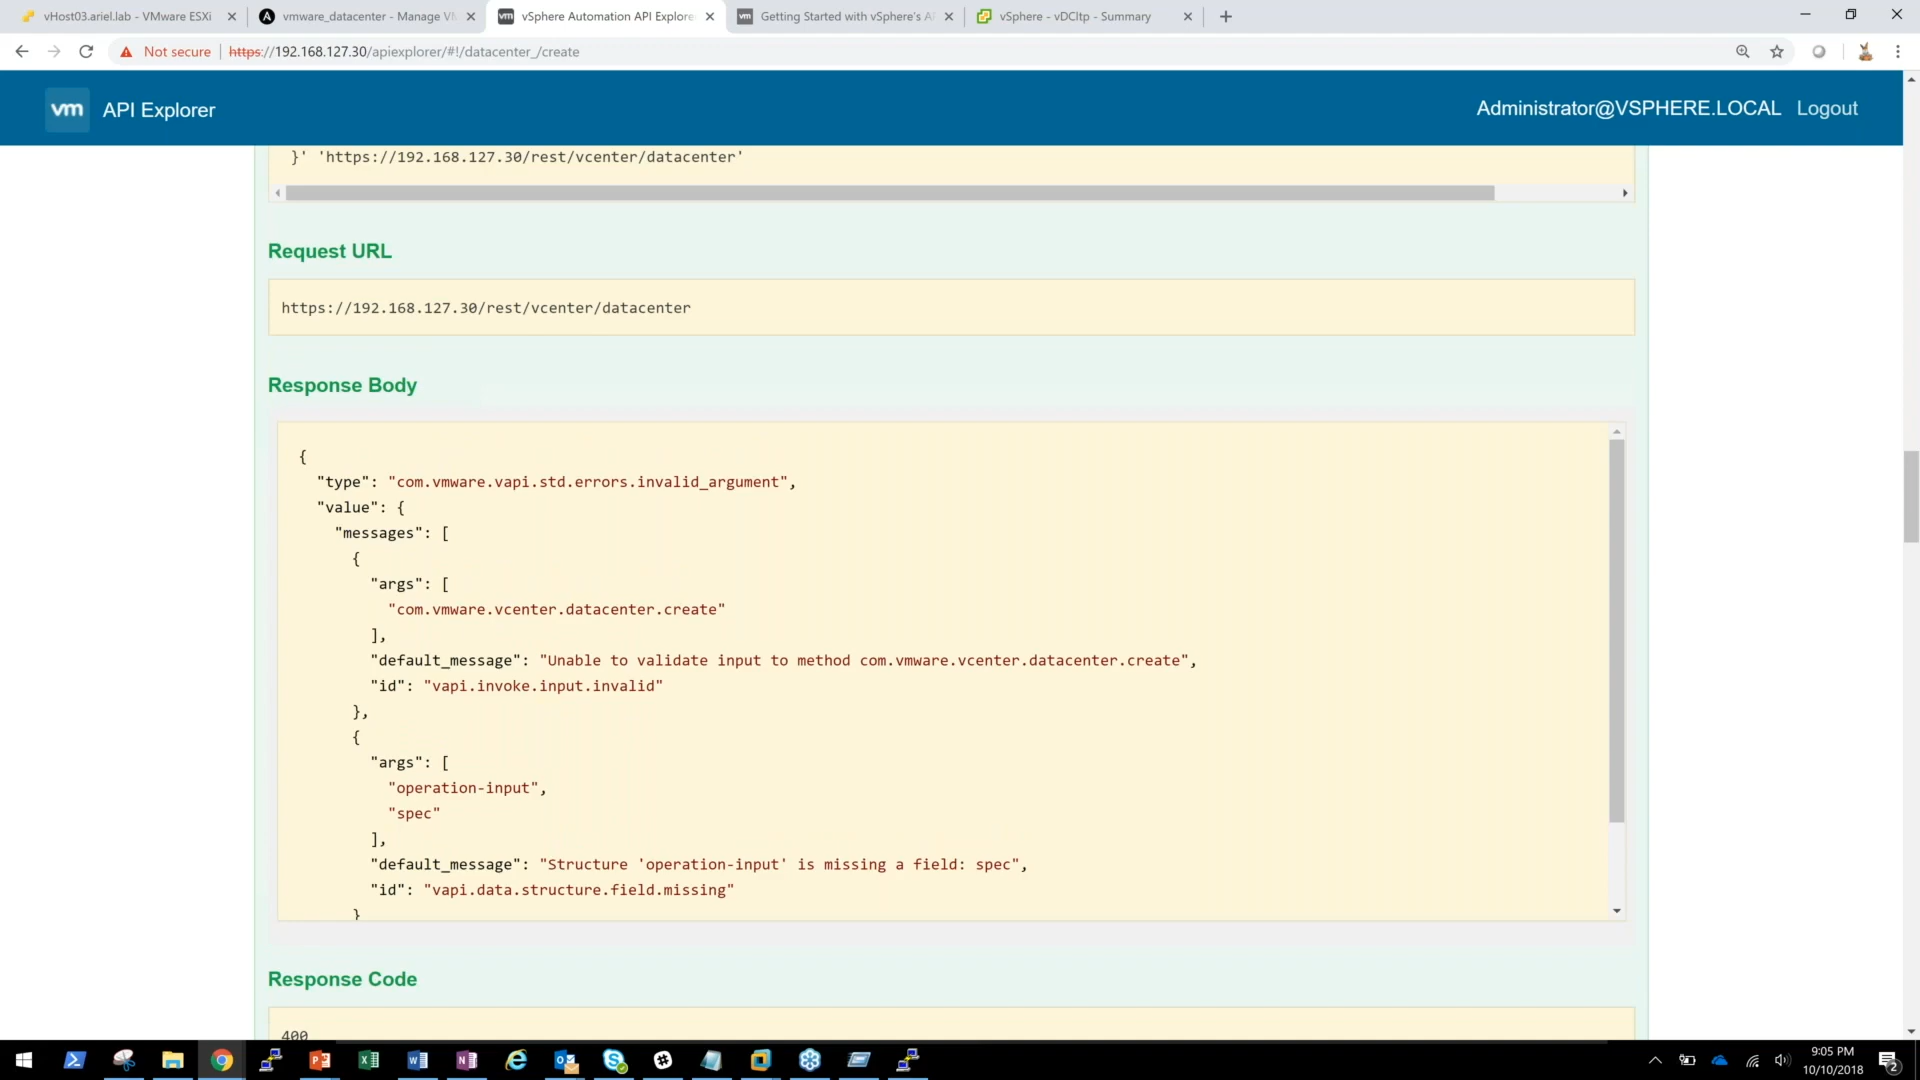 vHost03.ariel.lab - VMware ESXi
vmware_datacenter - Manage VM
vSphere Automation API Explore
Getting Started with vSphere's A
vSphere - vDCltp - Summary
Not secure
https://192.168.127.30/apiexplorer/#!/datacenter_/create
vm
API Explorer
Administrator@VSPHERE.LOCAL
Logout
}' 'https://192.168.127.30/rest/vcenter/datacenter'
Request URL
https://192.168.127.30/rest/vcenter/datacenter
Response Body
{
"type": "com.vmware.vapi.std.errors.invalid_argument",
"value": {
"messages": [
{
"args": [
"com.vmware.vcenter.datacenter.create"
],
"default_message": "Unable to validate input to method com.vmware.vcenter.datacenter.create",
"id": "vapi.invoke.input.invalid"
},
{
"args": [
"operation-input",
"spec"
],
"default_message": "Structure 'operation-input' is missing a field: spec",
"id": "vapi.data.structure.field.missing"
}
Response Code
400
9:05 PM
10/10/2018
2